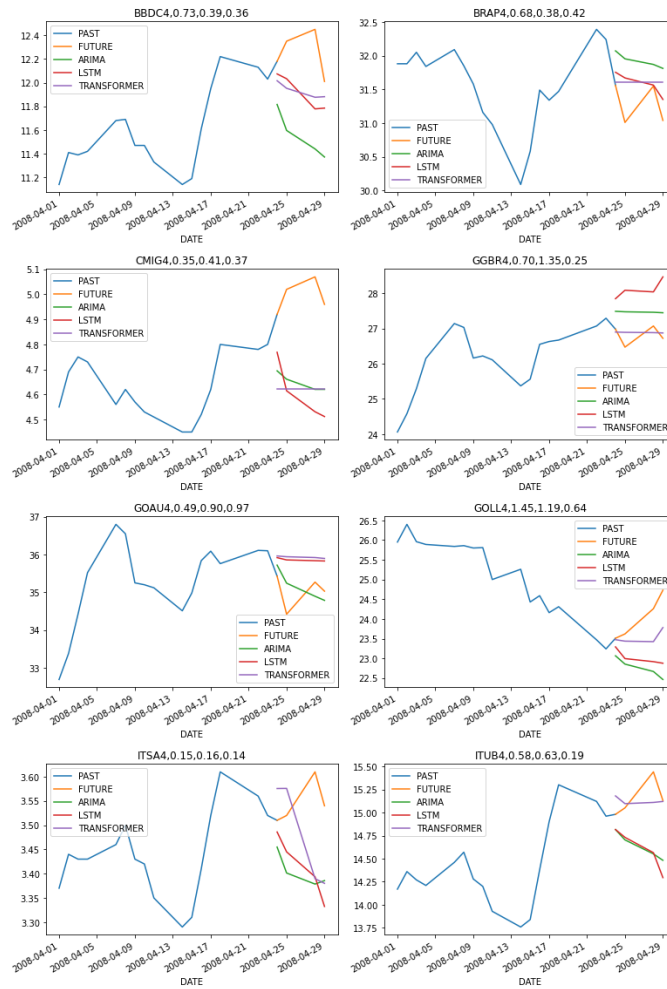 BBDC4,0.73,0.39,0.36
12.4
12.2
12.0
11.8
11.6
11.4
11.2
PAST
FUTURE
ARIMA
LSTM
TRANSFORMER
2008-04-01
2008-04-05
2008-04-09
2008-04-13
2008-04-17
2008-04-21
2008-04-25
2008-04-29
DATE
BRAP4,0.68,0.38,0.42
32.5
32.0
31.5
31.0
30.5
30.0
PAST
FUTURE
ARIMA
LSTM
TRANSFORMER
2008-04-01
2008-04-05
2008-04-09
2008-04-13
2008-04-17
2008-04-21
2008-04-25
2008-04-29
DATE
CMIG4,0.35,0.41,0.37
5.1
5.0
4.9
4.8
4.7
4.6
4.5
PAST
FUTURE
ARIMA
LSTM
TRANSFORMER
2008-04-01
2008-04-05
2008-04-09
2008-04-13
2008-04-17
2008-04-21
2008-04-25
2008-04-29
DATE
GGBR4,0.70,1.35,0.25
28
27
26
25
24
PAST
FUTURE
ARIMA
LSTM
TRANSFORMER
2008-04-01
2008-04-05
2008-04-09
2008-04-13
2008-04-17
2008-04-21
2008-04-25
2008-04-29
DATE
GOAU4,0.49,0.90,0.97
37
36
35
34
33
PAST
FUTURE
ARIMA
LSTM
TRANSFORMER
2008-04-01
2008-04-05
2008-04-09
2008-04-13
2008-04-17
2008-04-21
2008-04-25
2008-04-29
DATE
GOLL4,1.45,1.19,0.64
26.5
26.0
25.5
25.0
24.5
24.0
23.5
23.0
22.5
PAST
FUTURE
ARIMA
LSTM
TRANSFORMER
2008-04-01
2008-04-05
2008-04-09
2008-04-13
2008-04-17
2008-04-21
2008-04-25
2008-04-29
DATE
ITSA4,0.15,0.16,0.14
3.60
3.55
3.50
3.45
3.40
3.35
3.30
PAST
FUTURE
ARIMA
LSTM
TRANSFORMER
2008-04-01
2008-04-05
2008-04-09
2008-04-13
2008-04-17
2008-04-21
2008-04-25
2008-04-29
DATE
ITUB4,0.58,0.63,0.19
15.50
15.25
15.00
14.75
14.50
14.25
14.00
13.75
PAST
FUTURE
ARIMA
LSTM
TRANSFORMER
2008-04-01
2008-04-05
2008-04-09
2008-04-13
2008-04-17
2008-04-21
2008-04-25
2008-04-29
DATE